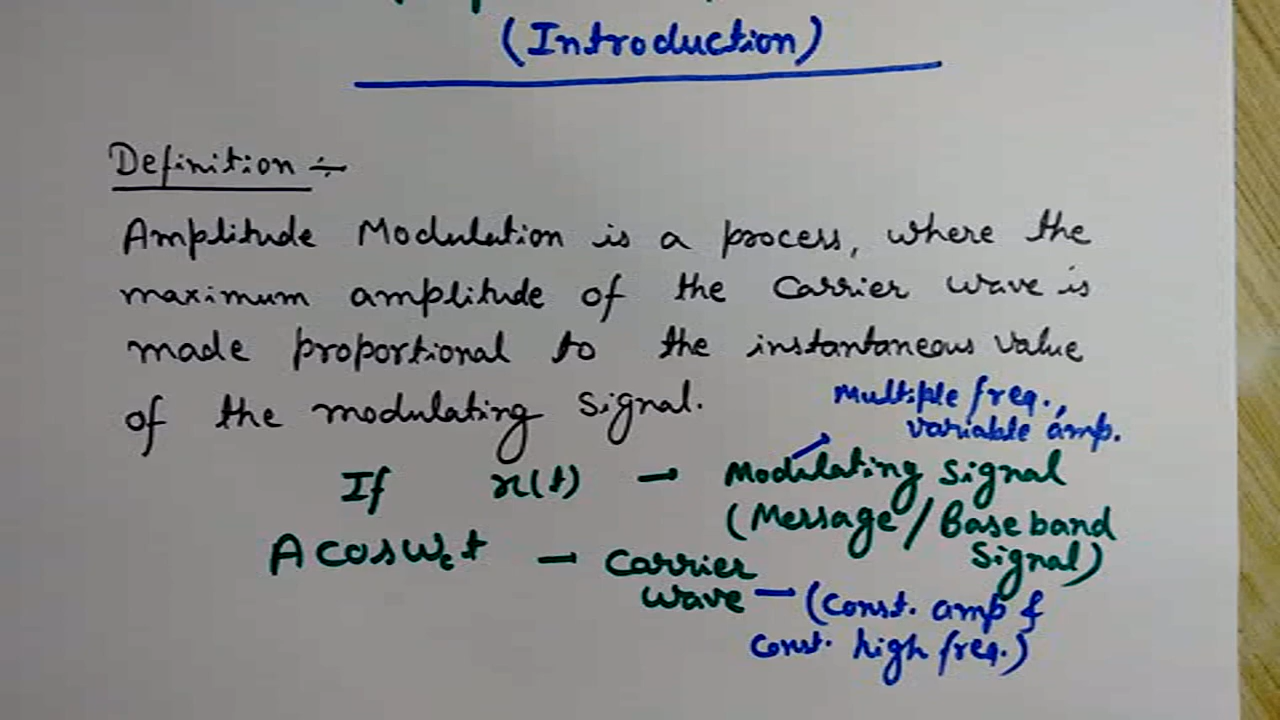 (Introduction)
Definition :-
Amplitude Modulation is a process, where the
maximum amplitude of the carrier wave is
made proportional to the instantaneous value
of the modulating signal.
Multiple freq.,
variable amp.
If x(t) → Modulating Signal
(Message/Base band
Signal)
A cos ωct → Carrier
wave → (Const. amp &
const. high freq.)